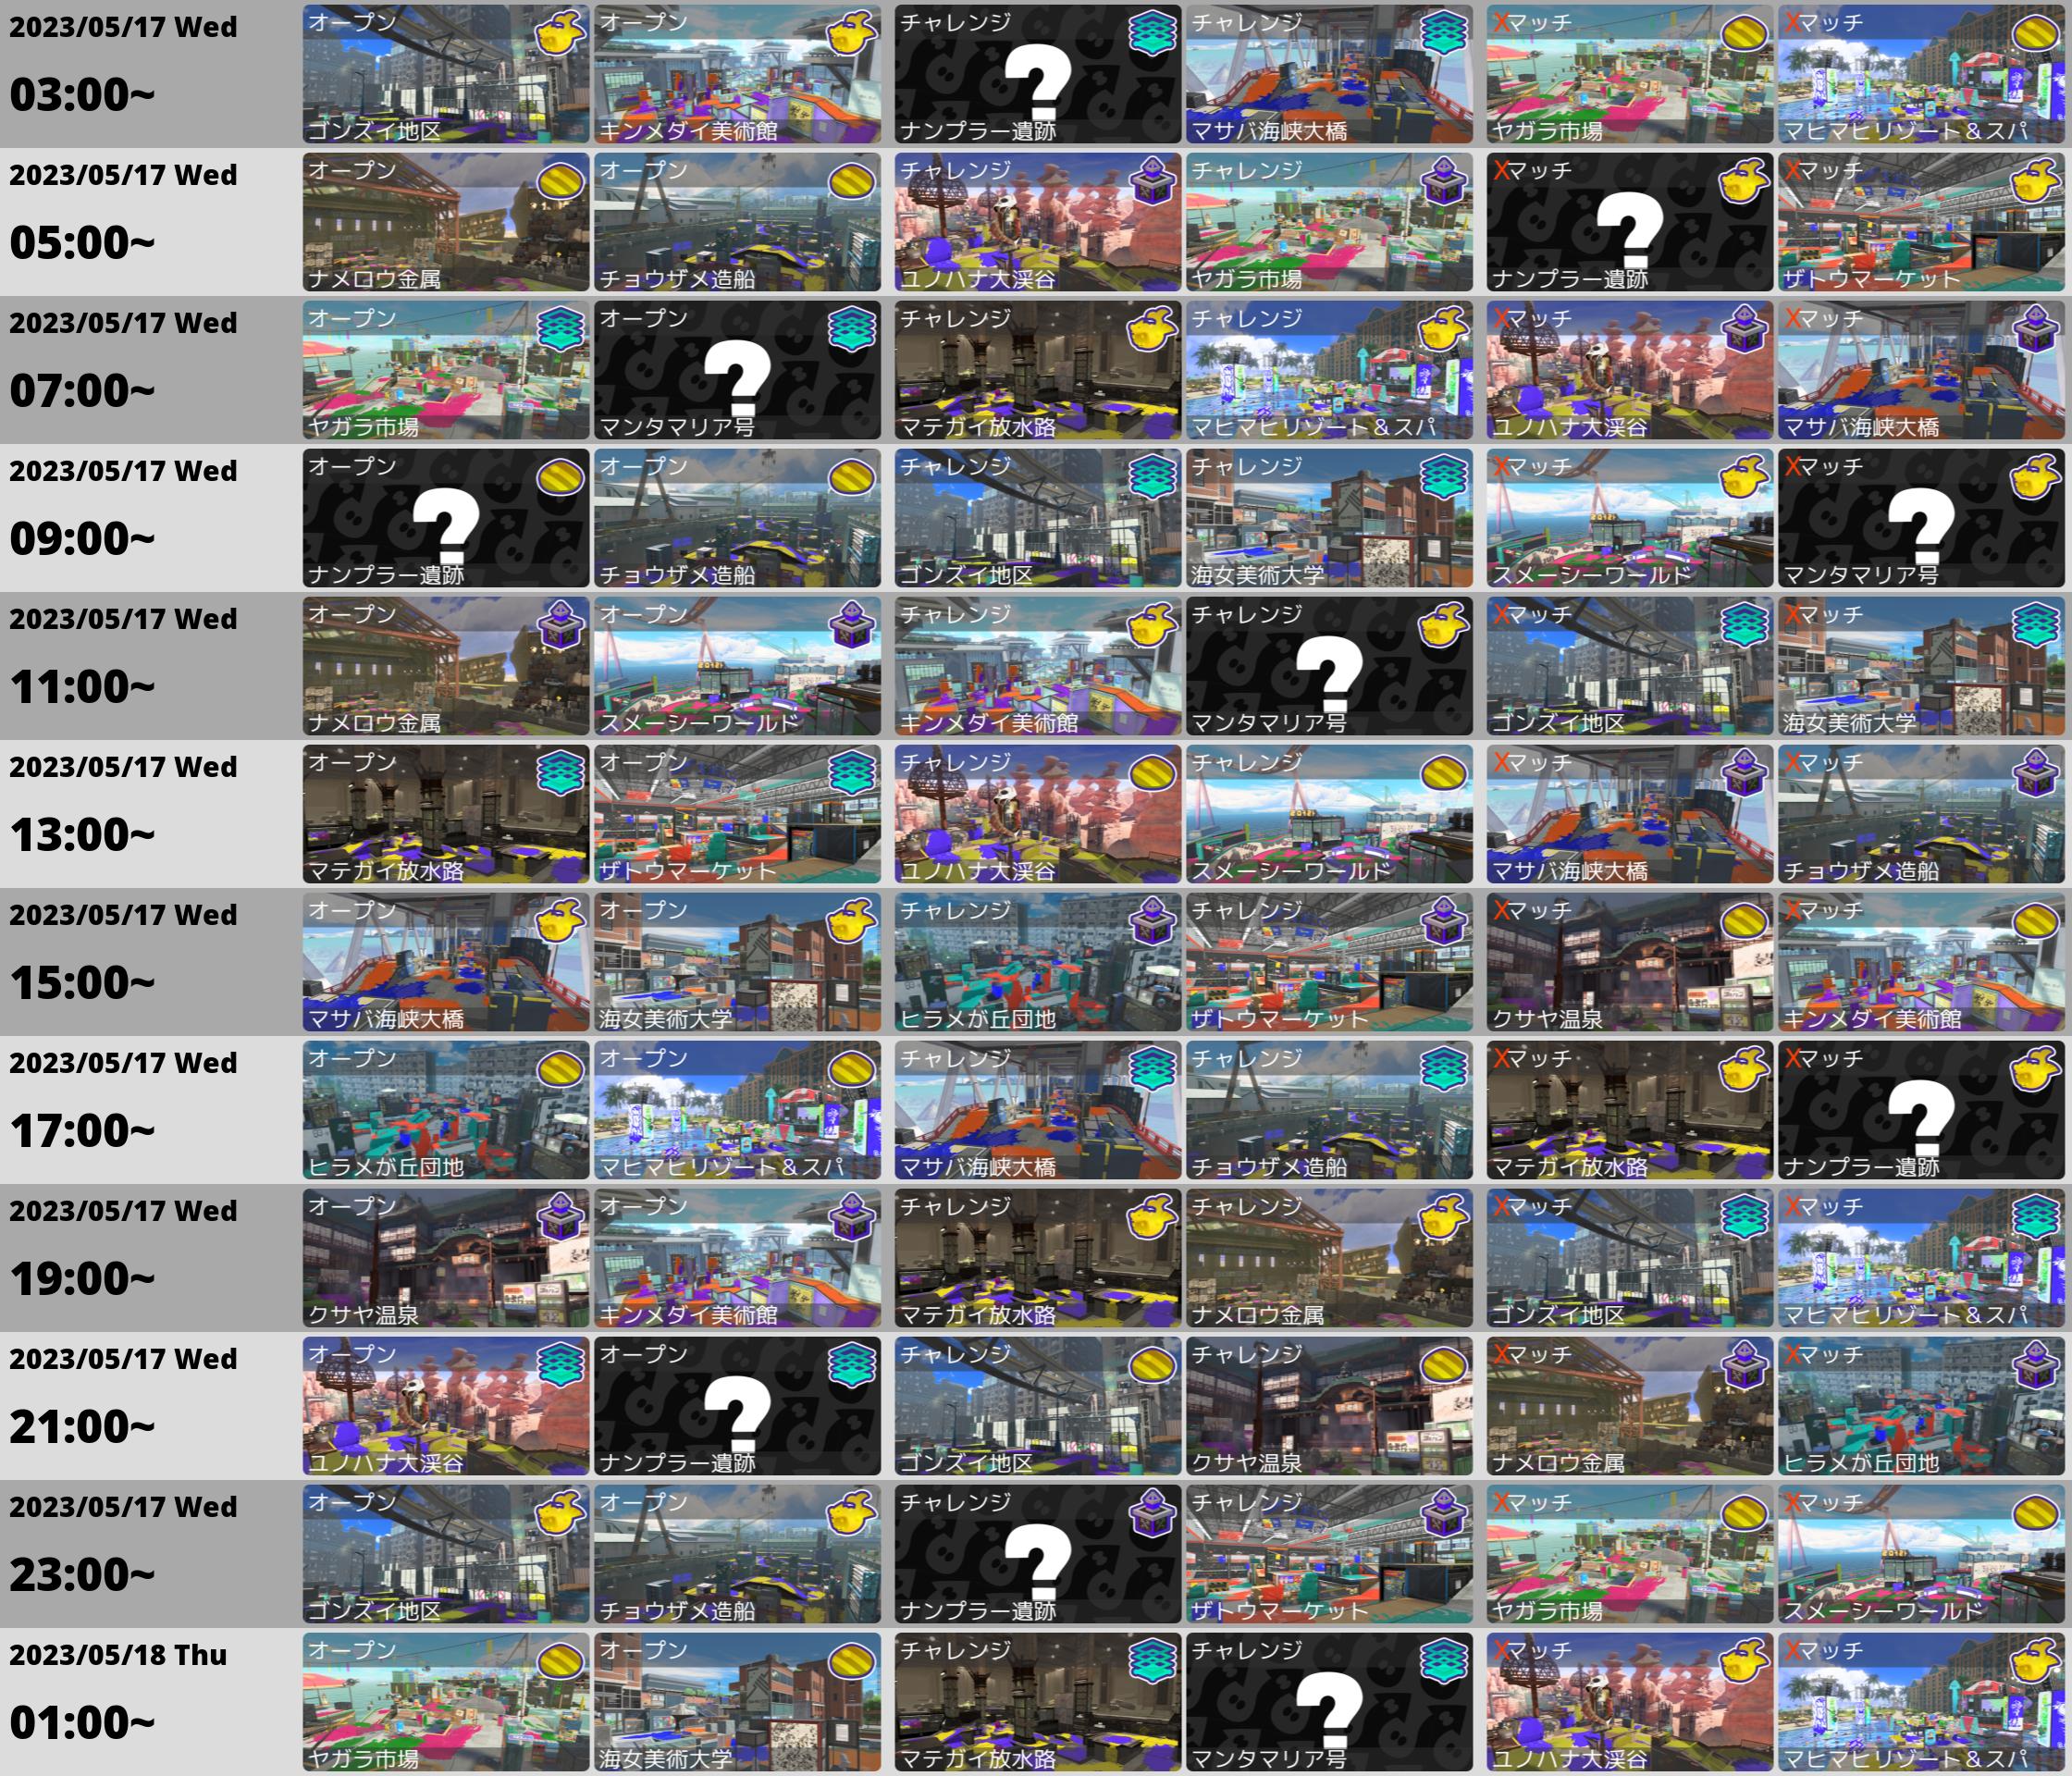 2023/05/17 Wed
03:00~
オープン
ゴンズイ地区
オープン
キンメダイ美術館
チャレンジ
ナンプラー遺跡
チャレンジ
マサバ海峡大橋
Xマッチ
ヤガラ市場
Xマッチ
マヒマヒリゾート＆スパ
2023/05/17 Wed
05:00~
オープン
ナメロウ金属
オープン
チョウザメ造船
チャレンジ
ユノハナ大渓谷
チャレンジ
ヤガラ市場
Xマッチ
ナンプラー遺跡
Xマッチ
ザトウマーケット
2023/05/17 Wed
07:00~
オープン
ヤガラ市場
オープン
マンタマリア号
チャレンジ
マテガイ放水路
チャレンジ
マヒマヒリゾート＆スパ
Xマッチ
ユノハナ大渓谷
Xマッチ
マサバ海峡大橋
2023/05/17 Wed
09:00~
オープン
ナンプラー遺跡
オープン
チョウザメ造船
チャレンジ
ゴンズイ地区
チャレンジ
海女美術大学
Xマッチ
スメーシーワールド
Xマッチ
マンタマリア号
2023/05/17 Wed
11:00~
オープン
ナメロウ金属
オープン
スメーシーワールド
チャレンジ
キンメダイ美術館
チャレンジ
マンタマリア号
Xマッチ
ゴンズイ地区
Xマッチ
海女美術大学
2023/05/17 Wed
13:00~
オープン
マテガイ放水路
オープン
ザトウマーケット
チャレンジ
ユノハナ大渓谷
チャレンジ
スメーシーワールド
Xマッチ
マサバ海峡大橋
Xマッチ
チョウザメ造船
2023/05/17 Wed
15:00~
オープン
マサバ海峡大橋
オープン
海女美術大学
チャレンジ
ヒラメが丘団地
チャレンジ
ザトウマーケット
Xマッチ
クサヤ温泉
Xマッチ
キンメダイ美術館
2023/05/17 Wed
17:00~
オープン
ヒラメが丘団地
オープン
マヒマヒリゾート＆スパ
チャレンジ
マサバ海峡大橋
チャレンジ
チョウザメ造船
Xマッチ
マテガイ放水路
Xマッチ
ナンプラー遺跡
2023/05/17 Wed
19:00~
オープン
クサヤ温泉
オープン
キンメダイ美術館
チャレンジ
マテガイ放水路
チャレンジ
ナメロウ金属
Xマッチ
ゴンズイ地区
Xマッチ
マヒマヒリゾート＆スパ
2023/05/17 Wed
21:00~
オープン
ユノハナ大渓谷
オープン
ナンプラー遺跡
チャレンジ
ゴンズイ地区
チャレンジ
クサヤ温泉
Xマッチ
ナメロウ金属
Xマッチ
ヒラメが丘団地
2023/05/17 Wed
23:00~
オープン
ゴンズイ地区
オープン
チョウザメ造船
チャレンジ
ナンプラー遺跡
チャレンジ
ザトウマーケット
Xマッチ
ヤガラ市場
Xマッチ
スメーシーワールド
2023/05/18 Thu
01:00~
オープン
ヤガラ市場
オープン
海女美術大学
チャレンジ
マテガイ放水路
チャレンジ
マンタマリア号
Xマッチ
ユノハナ大渓谷
Xマッチ
マヒマヒリゾート＆スパ